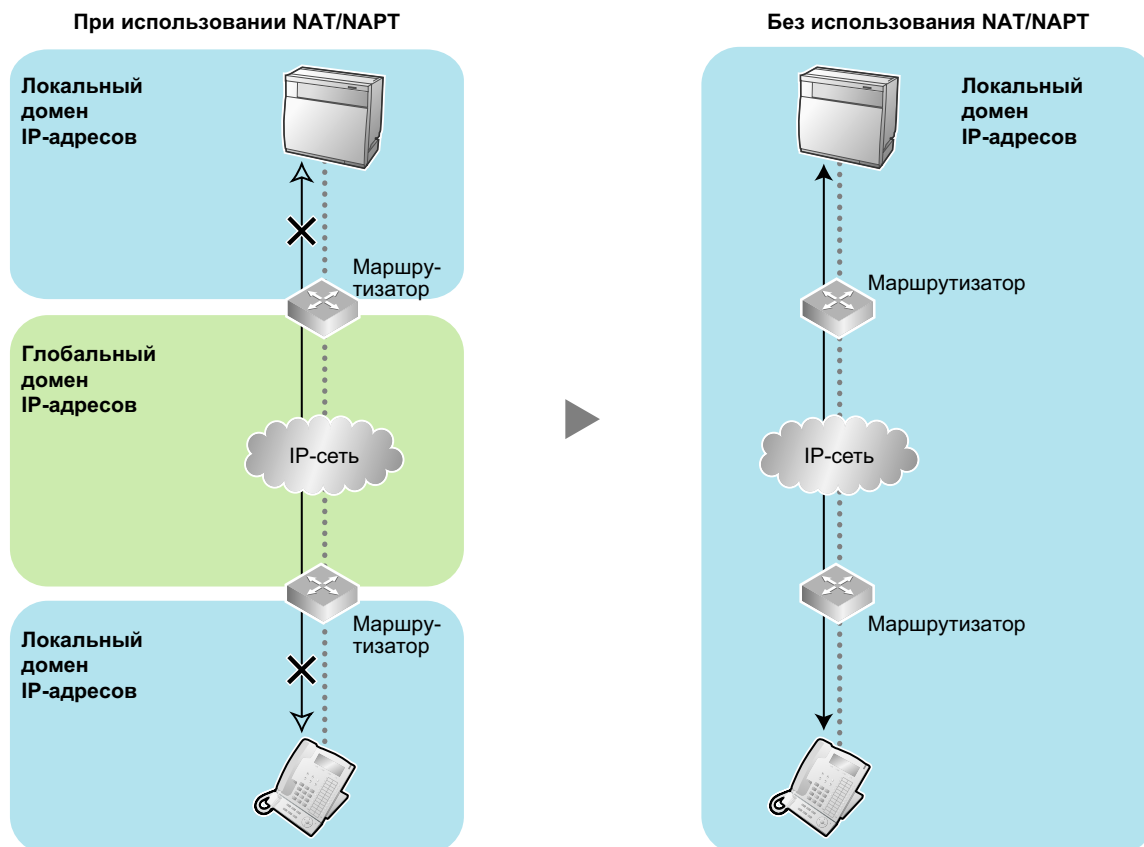 При использовании NAT/NAPT
Локальный
домен
IP-адресов
Маршру-
тизатор
Глобальный
домен
IP-адресов
IP-сеть
Маршру-
тизатор
Локальный
домен
IP-адресов
Без использования NAT/NAPT
Локальный
домен
IP-адресов
Маршрутизатор
IP-сеть
Маршрутизатор